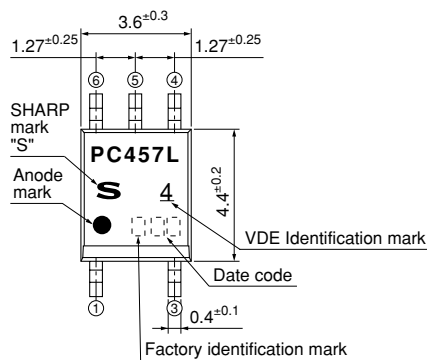 3.6±0.3
1.27±0.25 1.27±0.25
⑥ ⑤ ④
SHARP
mark
"S"
PC457L
Anode
mark
S
4
4.4±0.2
VDE Identification mark
Date code
① ③
0.4±0.1
Factory identification mark